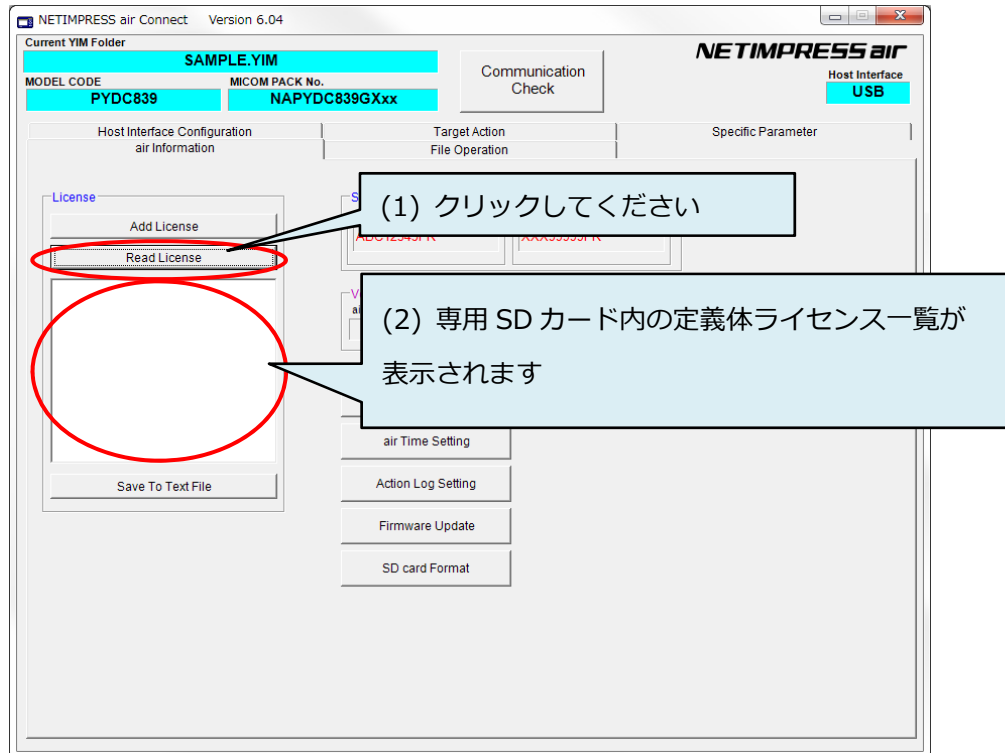 NETIMPRESS air Connect Version 6.04
Current YIM Folder
SAMPLE.YIM
MODEL CODE
MICOM PACK No.
PYDC839
NAPYDC839GXxx
Communication
Check
NETIMPRESS air
Host Interface
USB
Host Interface Configuration
Target Action
Specific Parameter
air Information
File Operation
License
Add License
Read License
Save To Text File
(1) クリックしてください
(2) 専用 SD カード内の定義体ライセンス一覧が
表示されます
air Time Setting
Action Log Setting
Firmware Update
SD card Format